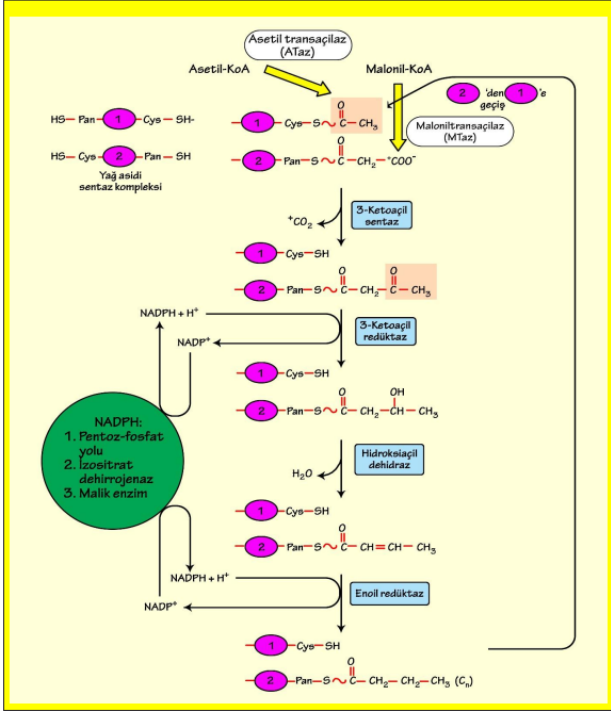 Asetil transaçilaz
(ATaz)
Asetil-KoA
Malonil-KoA
2 'den 1 'e
geçiş
HS— Pan— 1 — Cys — SH-
— 1 — Cys—S~C—CH₃
O
Maloniltransaçilaz
(MTaz)
HS— Cys— 2 — Pan — SH
— 2 — Pan—S~C—CH₂—*COO⁻
O
Yağ asidi
sentaz kompleksi
3-Ketoaçil
sentaz
⁺CO₂
— 1 — Cys—SH
— 2 — Pan—S~C—CH₂—C—CH₃
O O
NADPH + H⁺
3-Ketoaçil
redüktaz
NADP⁺
— 1 — Cys—SH
— 2 — Pan—S~C—CH₂—CH—CH₃
O OH
NADPH:
1. Pentoz-fosfat
yolu
2. İzositrat
dehirrojenaz
3. Malik enzim
Hidroksiaçil
dehidraz
H₂O
— 1 — Cys—SH
— 2 — Pan—S~C—CH=CH—CH₃
O
NADPH + H⁺
Enoil redüktaz
NADP⁺
— 1 — Cys—SH
— 2 — Pan—S~C—CH₂—CH₂—CH₃ (Cₙ)
O